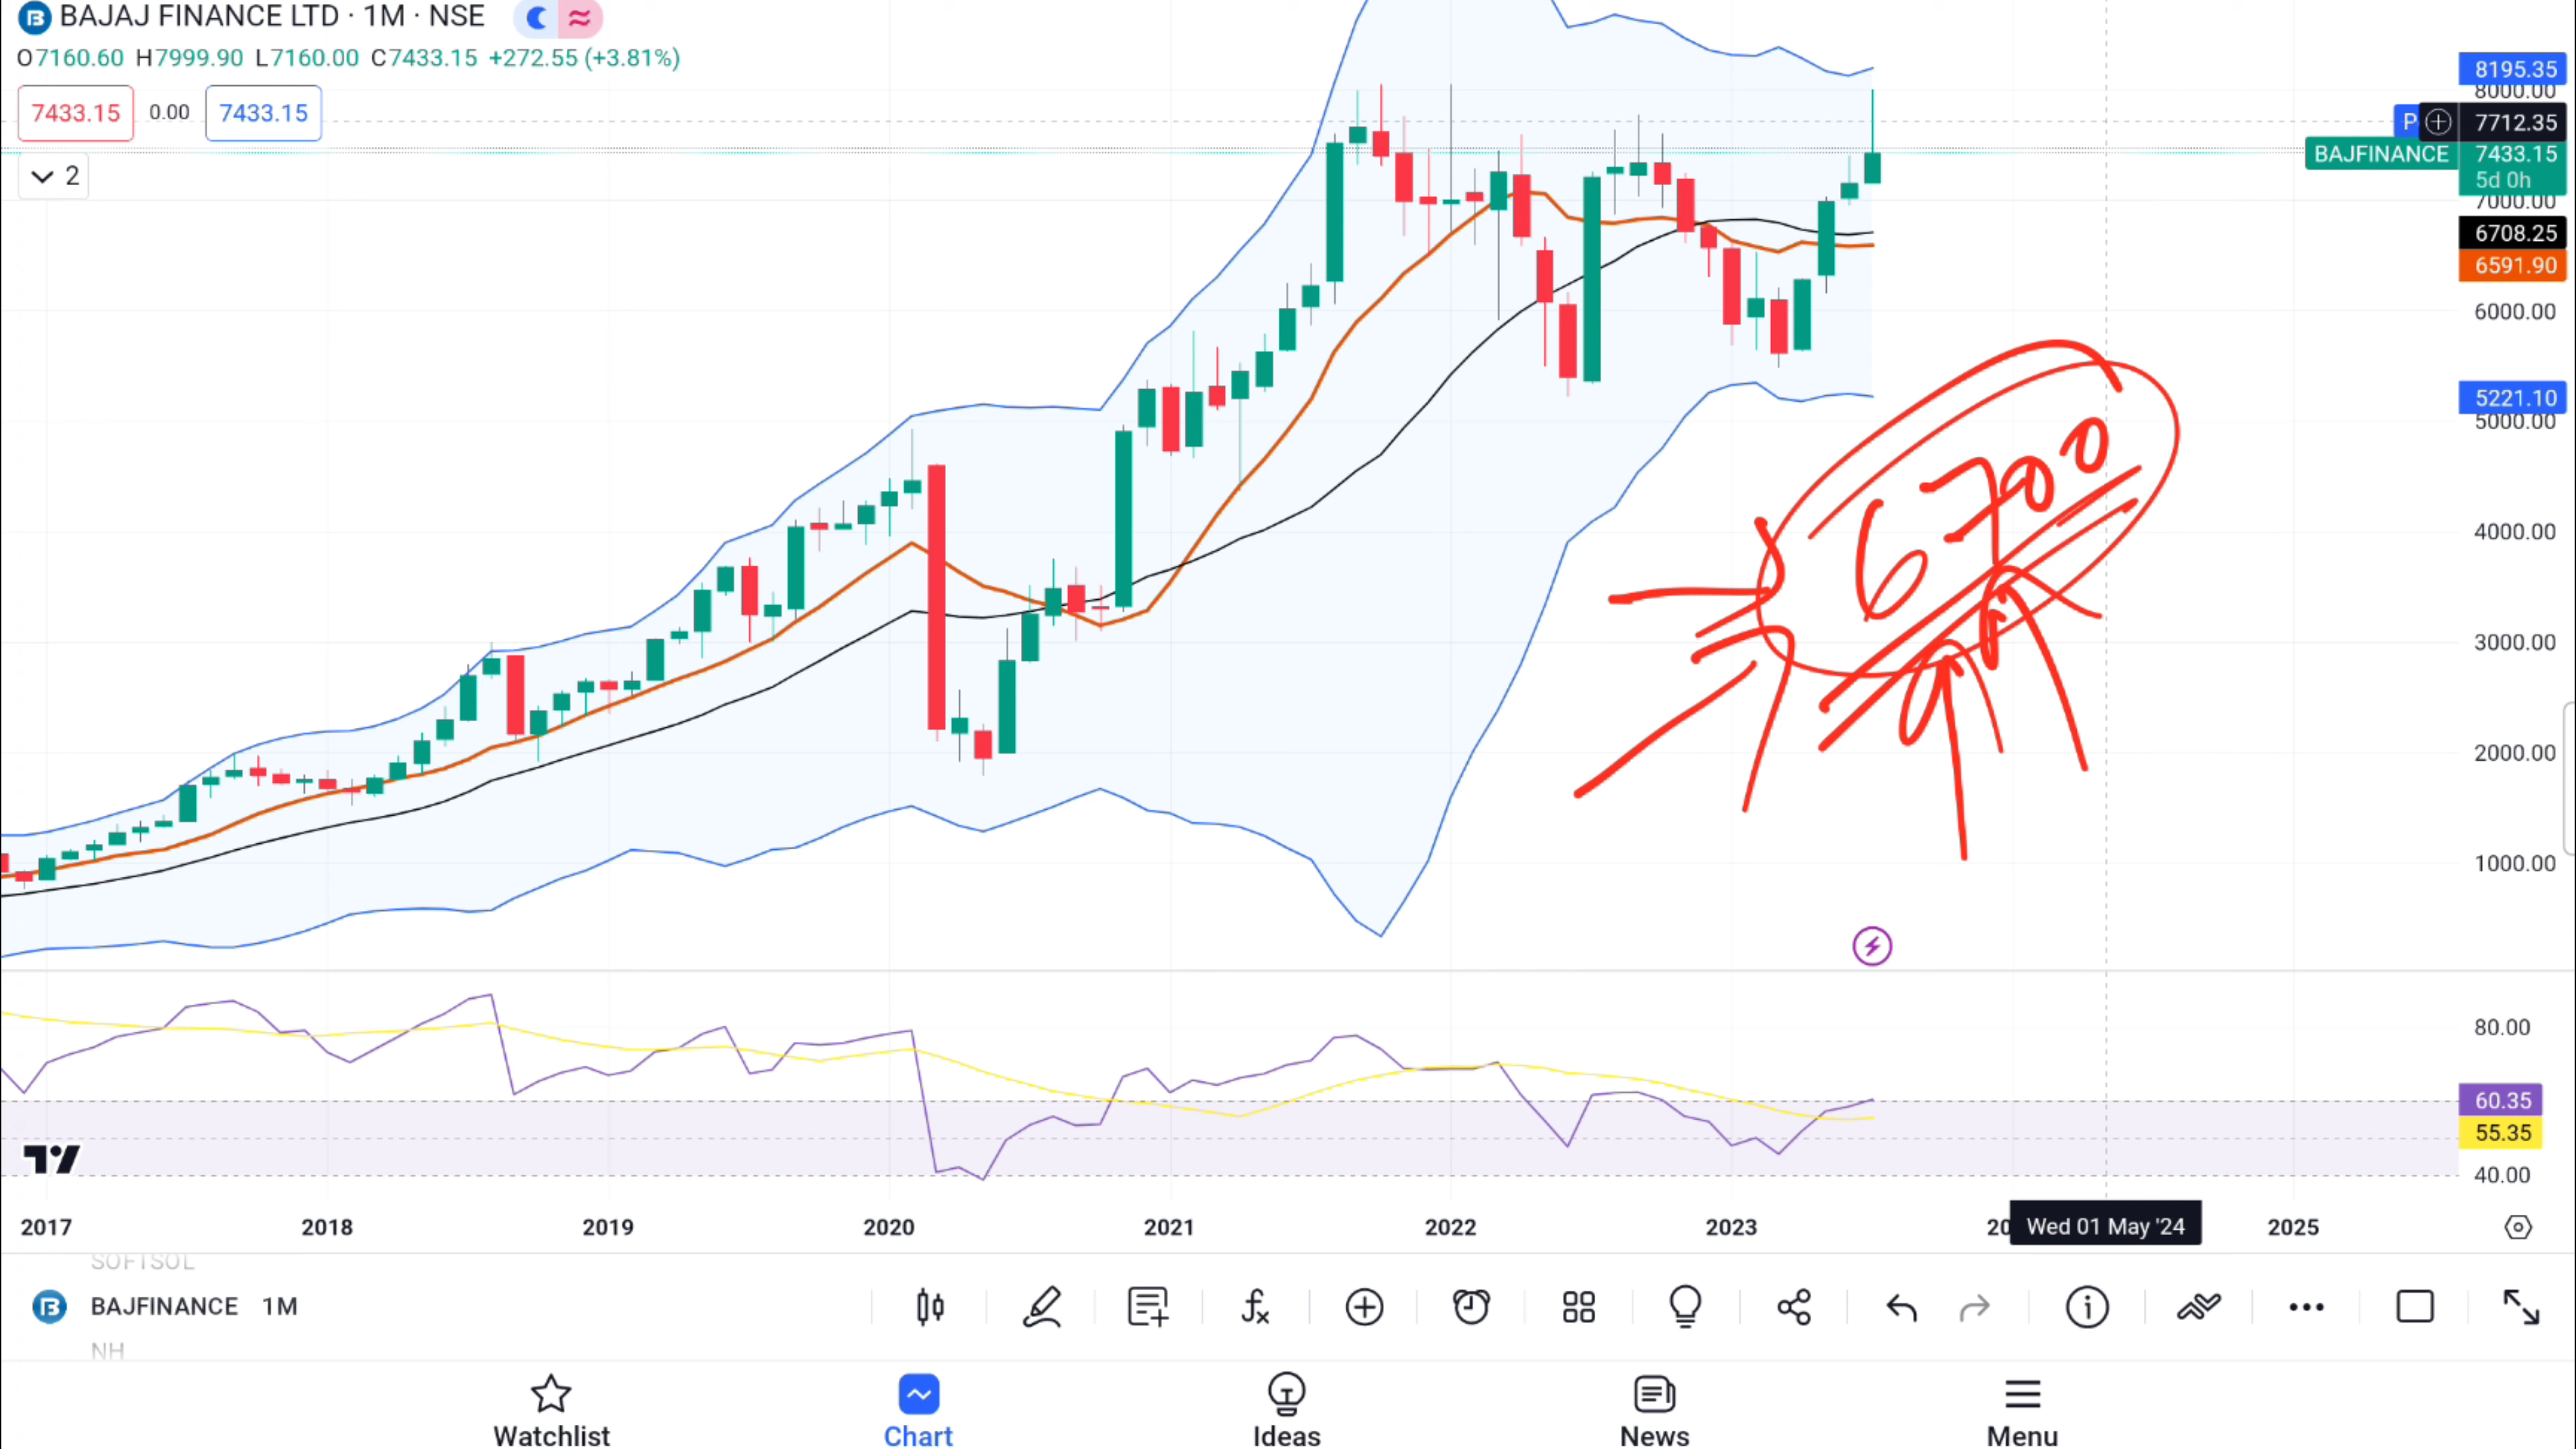 BAJAJ FINANCE LTD · 1M · NSE
O7160.60 H7999.90 L7160.00 C7433.15 +272.55 (+3.81%)
7433.15 0.00 7433.15
2
8195.35
8000.00
P 7712.35
BAJFINANCE 7433.15
5d 0h
7000.00
6708.25
6591.90
6000.00
5221.10
5000.00
6700
4000.00
3000.00
2000.00
1000.00
80.00
60.35
55.35
40.00
2017 2018 2019 2020 2021 2022 2023 20 Wed 01 May '24 2025
SOFTSOL
BAJFINANCE 1M
NH
Watchlist Chart Ideas News Menu